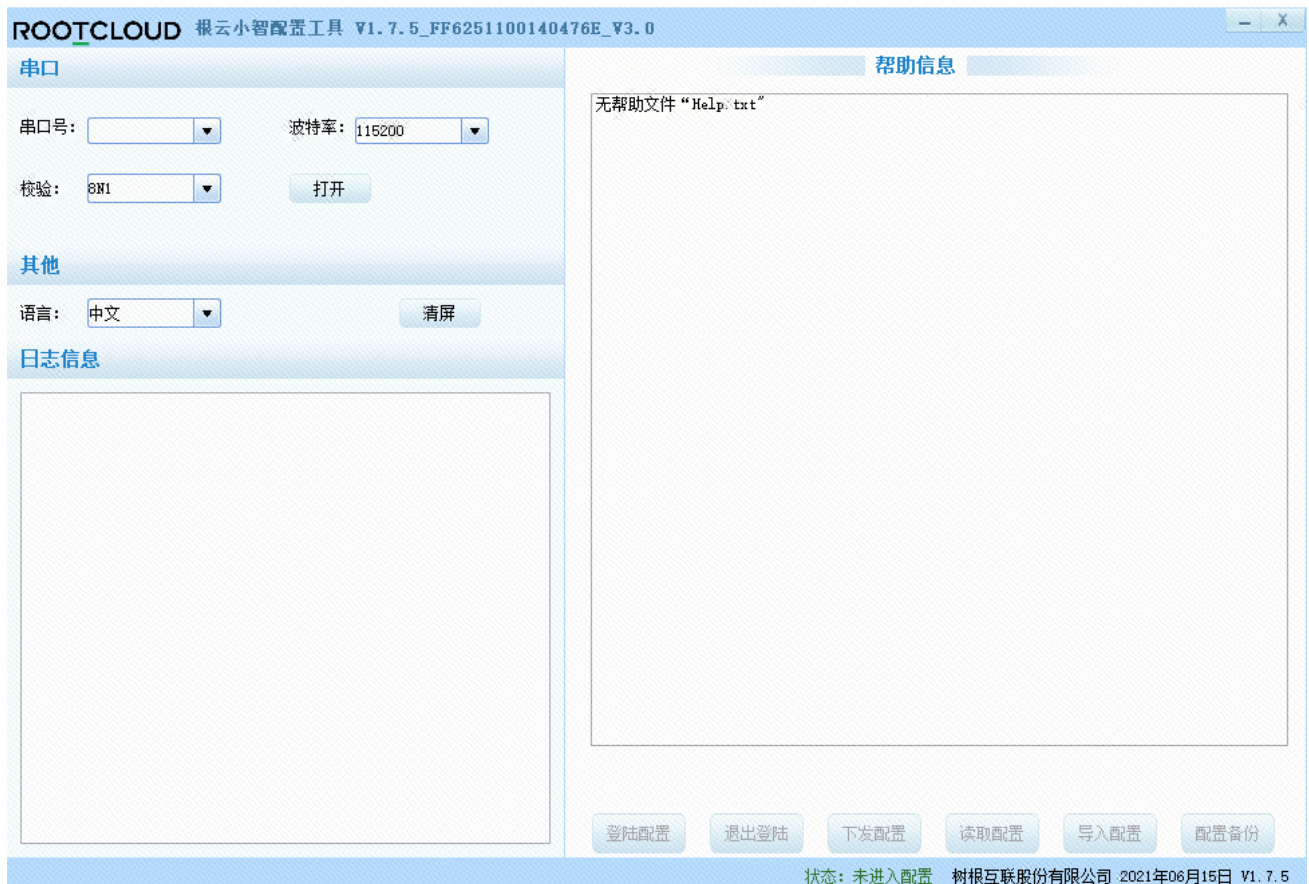 ROOTCLOUD 根云小智配置工具 V1.7.5_FF6251100140476E_V3.0
_ X
串口
串口号：
波特率： 115200
校验： 8N1
打开
其他
语言： 中文
清屏
日志信息
帮助信息
无帮助文件“Help.txt”
登陆配置 退出登陆 下发配置 读取配置 导入配置 配置备份
状态：未进入配置 树根互联股份有限公司 2021年06月15日 V1.7.5